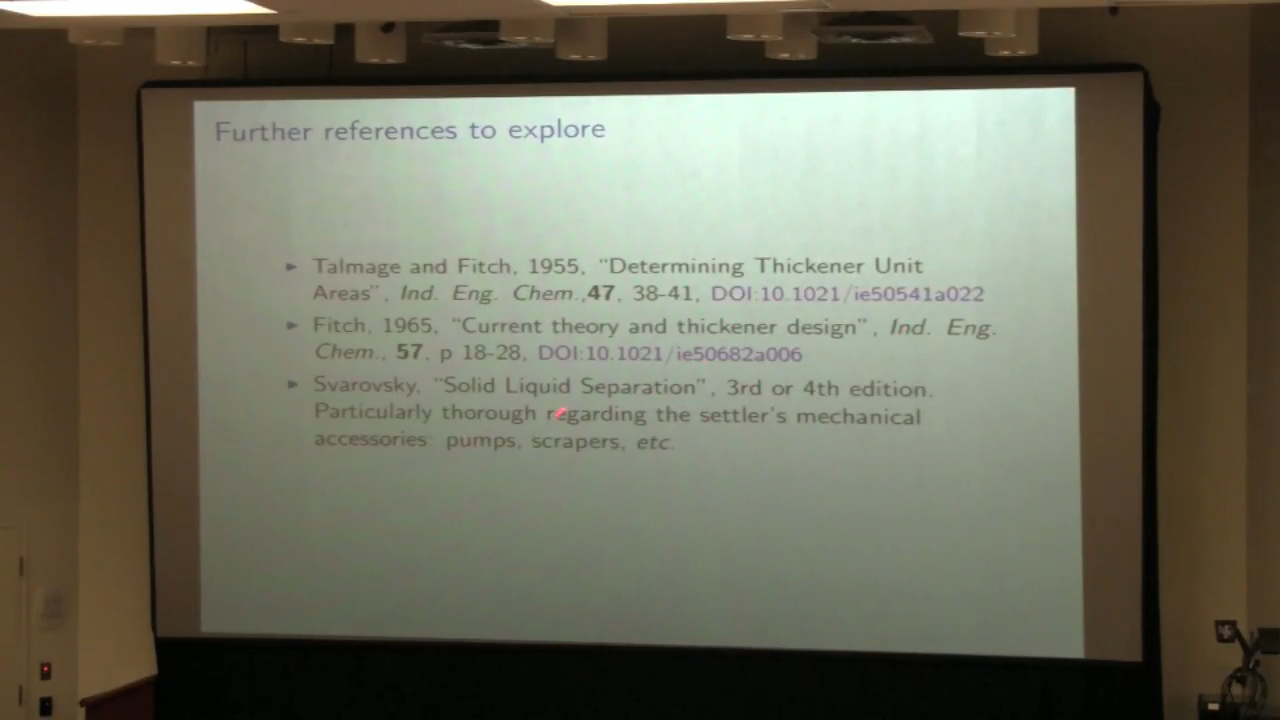 Further references to explore
► Talmage and Fitch, 1955, “Determining Thickener Unit
Areas”, Ind. Eng. Chem.,47, 38-41, DOI:10.1021/ie50541a022
► Fitch, 1965, “Current theory and thickener design”, Ind. Eng.
Chem., 57, p 18-28, DOI:10.1021/ie50682a006
► Svarovsky, “Solid Liquid Separation”, 3rd or 4th edition.
Particularly thorough regarding the settler's mechanical
accessories: pumps, scrapers, etc.